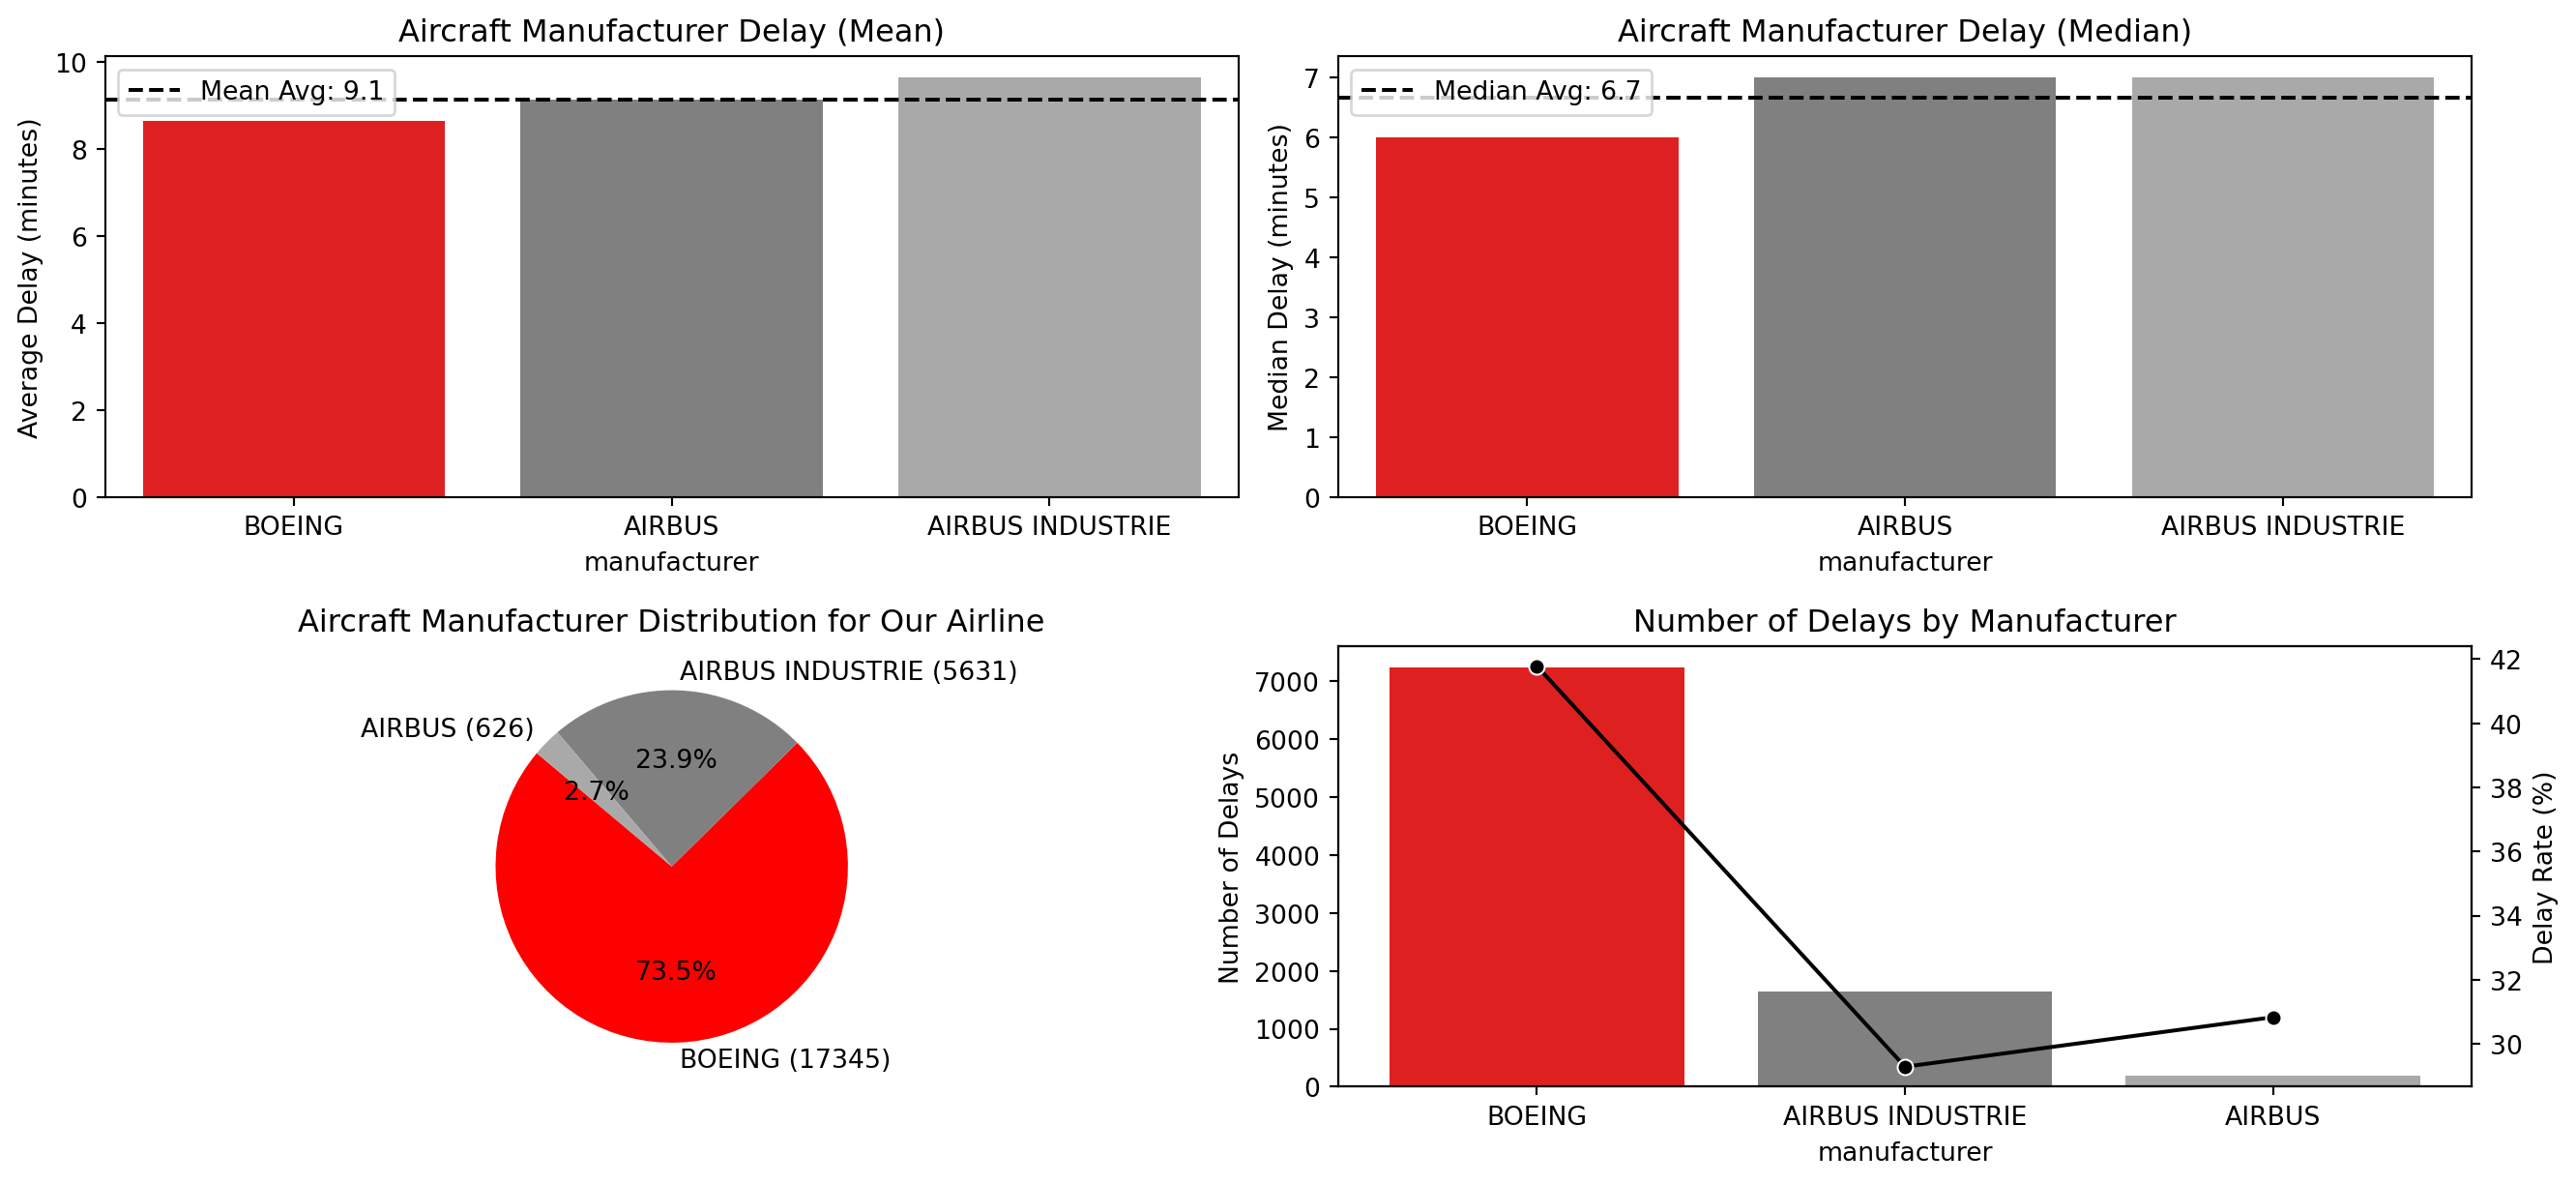 Aircraft Manufacturer Delay (Mean)
10
8
6
4
2
0
Average Delay (minutes)
Mean Avg: 9.1
BOEING
AIRBUS
AIRBUS INDUSTRIE
manufacturer
Aircraft Manufacturer Delay (Median)
7
6
5
4
3
2
1
0
Median Delay (minutes)
Median Avg: 6.7
BOEING
AIRBUS
AIRBUS INDUSTRIE
manufacturer
Aircraft Manufacturer Distribution for Our Airline
AIRBUS INDUSTRIE (5631)
AIRBUS (626)
23.9%
2.7%
73.5%
BOEING (17345)
Number of Delays by Manufacturer
7000
6000
5000
4000
3000
2000
1000
0
Number of Delays
42
40
38
36
34
32
30
Delay Rate (%)
BOEING
AIRBUS INDUSTRIE
AIRBUS
manufacturer